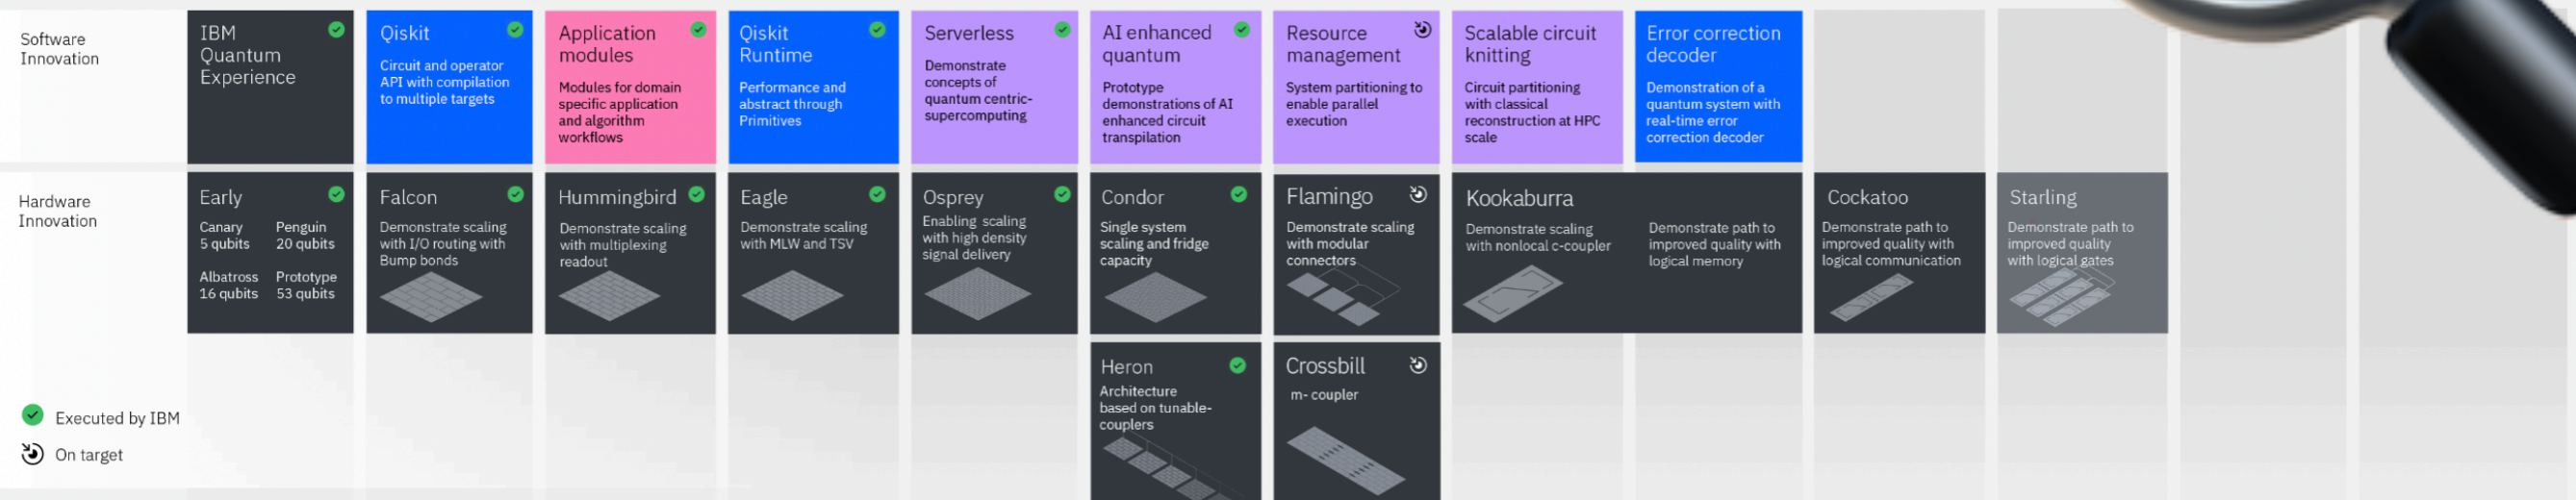 Software
Innovation
IBM
Quantum
Experience
Qiskit
Circuit and operator
API with compilation
to multiple targets
Application
modules
Modules for domain
specific application
and algorithm
workflows
Qiskit
Runtime
Performance and
abstract through
Primitives
Serverless
Demonstrate
concepts of
quantum centric-
supercomputing
AI enhanced
quantum
Prototype
demonstrations of AI
enhanced circuit
transpilation
Resource
management
System partitioning to
enable parallel
execution
Scalable circuit
knitting
Circuit partitioning
with classical
reconstruction at HPC
scale
Error correction
decoder
Demonstration of a
quantum system with
real-time error
correction decoder
Hardware
Innovation
Early
Canary
5 qubits
Penguin
20 qubits
Albatross
16 qubits
Prototype
53 qubits
Falcon
Demonstrate scaling
with I/O routing with
Bump bonds
Hummingbird
Demonstrate scaling
with multiplexing
readout
Eagle
Demonstrate scaling
with MLW and TSV
Osprey
Enabling scaling
with high density
signal delivery
Condor
Single system
scaling and fridge
capacity
Flamingo
Demonstrate scaling
with modular
connectors
Kookaburra
Demonstrate scaling
with nonlocal c-coupler
Demonstrate path to
improved quality with
logical memory
Cockatoo
Demonstrate path to
improved quality with
logical communication
Starling
Demonstrate path to
improved quality
with logical gates
Heron
Architecture
based on tunable-
couplers
Crossbill
m- coupler
Executed by IBM
On target